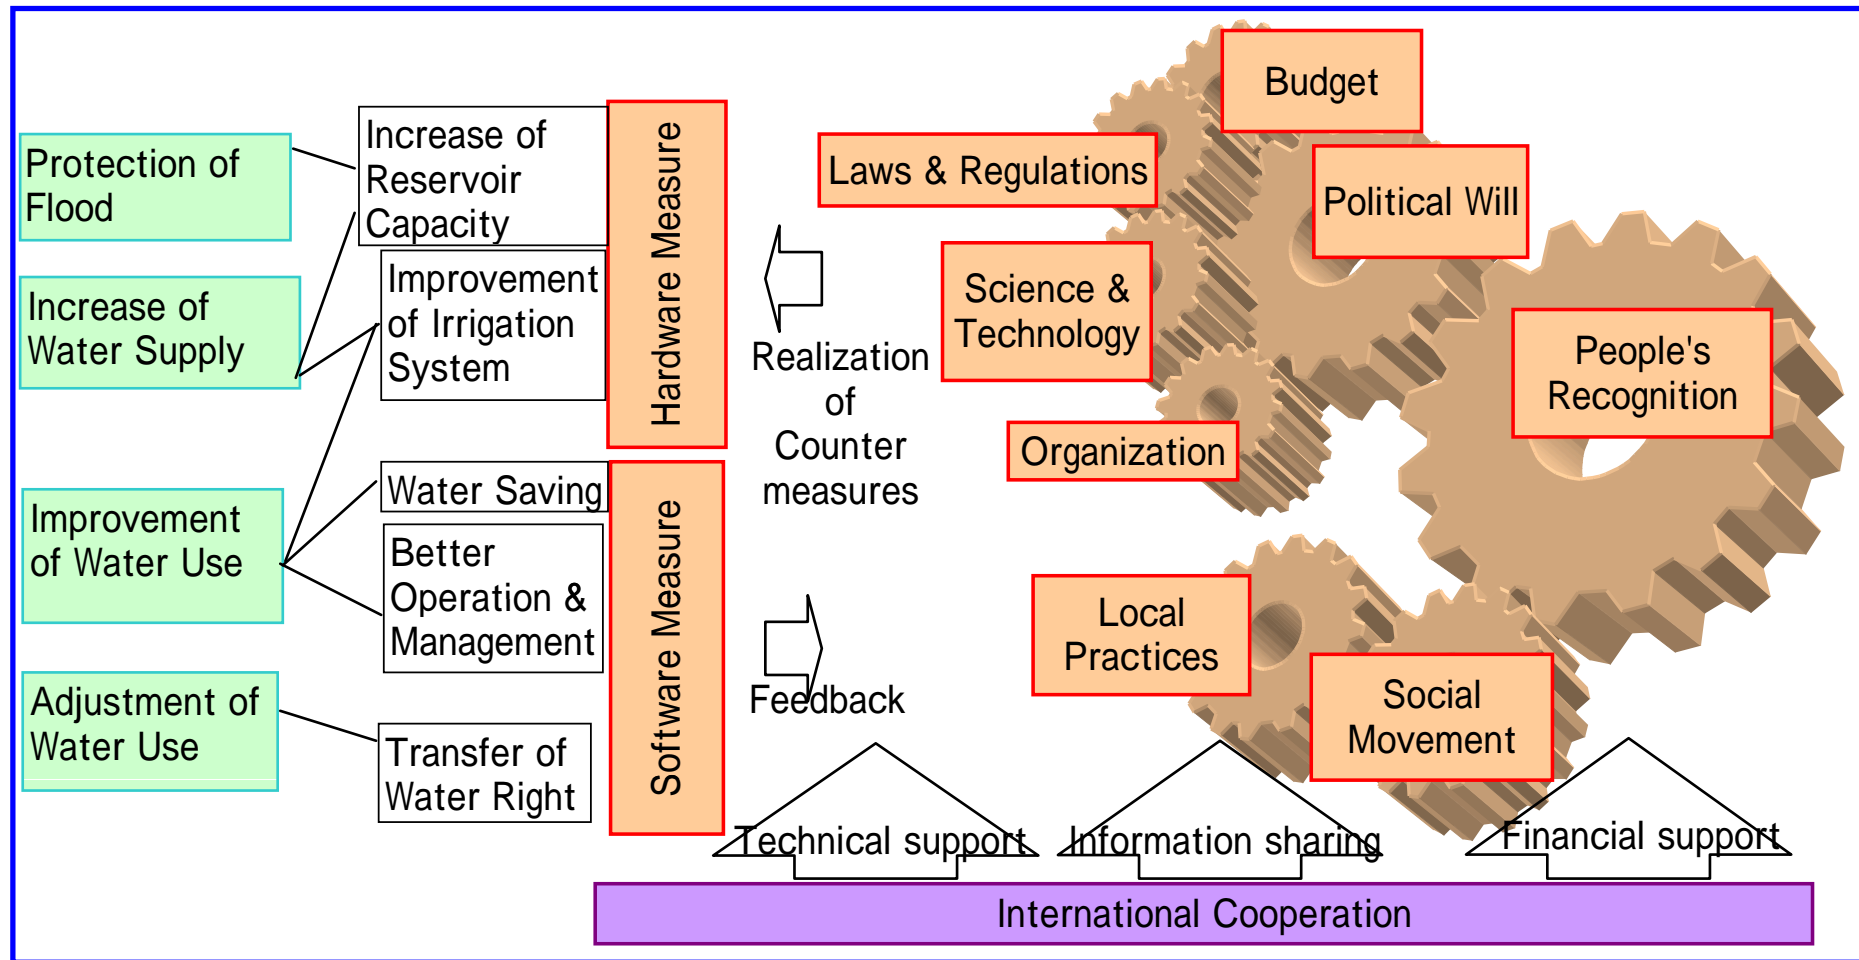 Protection of
Flood
Increase of
Water Supply
Improvement
of Water Use
Adjustment of
Water Use
Increase of
Reservoir
Capacity
Improvement
of Irrigation
System
Water Saving
Better
Operation &
Management
Transfer of
Water Right
Hardware Measure
Software Measure
Realization
of
Counter
measures
Feedback
Budget
Laws & Regulations
Political Will
Science &
Technology
People's
Recognition
Organization
Local
Practices
Social
Movement
Technical support
Information sharing
Financial support
International Cooperation